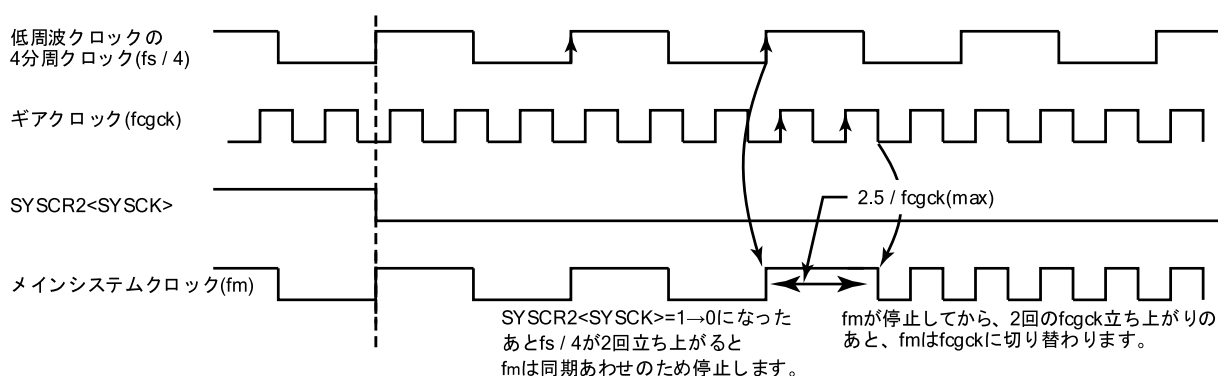 低周波クロックの
4分周クロック(fs / 4)
ギアクロック(fcgck)
SYSCR2<SYSCK>
2.5 / fcgck(max)
メインシステムクロック(fm)
SYSCR2<SYSCK>=1→0になった
あとfs / 4が2回立ち上がると
fmは同期あわせのため停止します。
fmが停止してから、2回のfcgck立ち上がりの
あと、fmはfcgckに切り替わります。